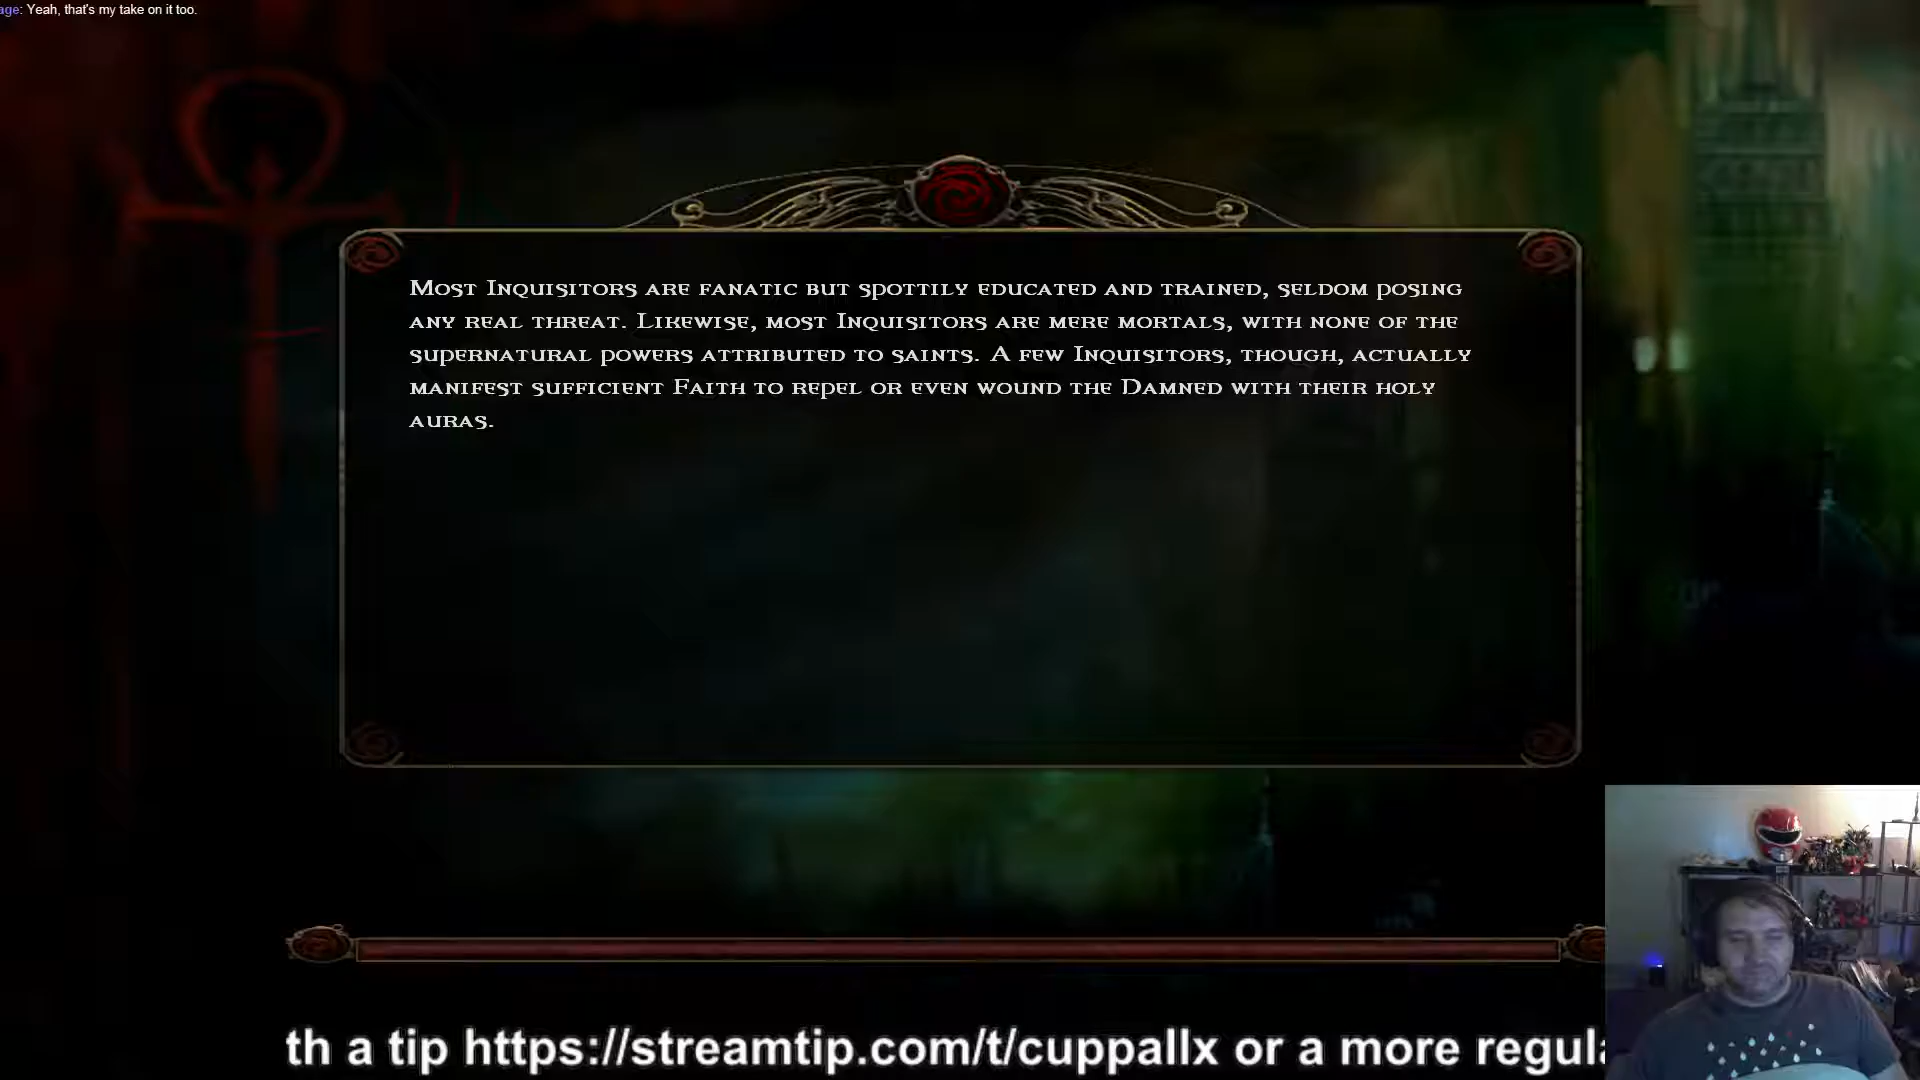 age: Yeah, that's my take on it too.
Most Inquisitors are fanatic but spottily educated and trained, seldom posing
any real threat. Likewise, most Inquisitors are mere mortals, with none of the
supernatural powers attributed to saints. A few Inquisitors, though, actually
manifest sufficient Faith to repel or even wound the Damned with their holy
auras.
th a tip https://streamtip.com/t/cuppallx or a more regula